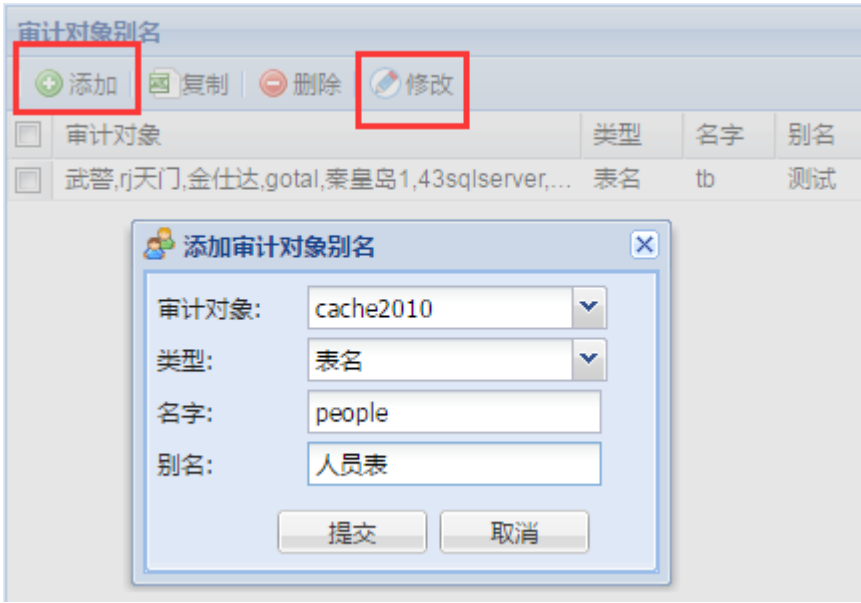 审计对象别名
添加 复制 删除 修改
审计对象 类型 名字 别名
武警,rj天门,金仕达,gotal,秦皇岛1,43sqlserver,... 表名 tb 测试
添加审计对象别名
审计对象: cache2010
类型: 表名
名字: people
别名: 人员表
提交 取消